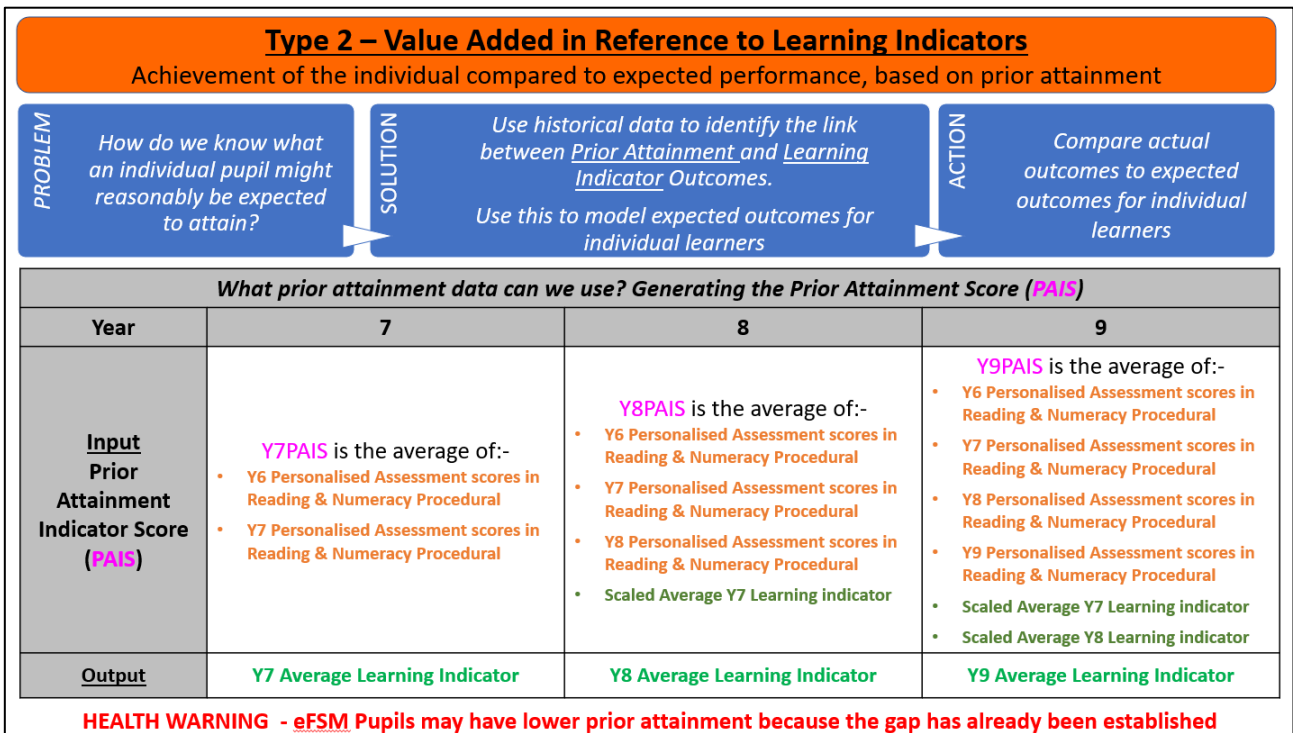 Type 2 – Value Added in Reference to Learning Indicators
Achievement of the individual compared to expected performance, based on prior attainment
PROBLEM
How do we know what
an individual pupil might
reasonably be expected
to attain?
SOLUTION
Use historical data to identify the link
between Prior Attainment and Learning
Indicator Outcomes.
Use this to model expected outcomes for
individual learners
ACTION
Compare actual
outcomes to expected
outcomes for individual
learners
What prior attainment data can we use? Generating the Prior Attainment Score (PAIS)
Year
7
8
9
Input
Prior
Attainment
Indicator Score
(PAIS)
Y7PAIS is the average of:-
• Y6 Personalised Assessment scores in
Reading & Numeracy Procedural
• Y7 Personalised Assessment scores in
Reading & Numeracy Procedural
Y8PAIS is the average of:-
• Y6 Personalised Assessment scores in
Reading & Numeracy Procedural
• Y7 Personalised Assessment scores in
Reading & Numeracy Procedural
• Y8 Personalised Assessment scores in
Reading & Numeracy Procedural
• Scaled Average Y7 Learning indicator
Y9PAIS is the average of:-
• Y6 Personalised Assessment scores in
Reading & Numeracy Procedural
• Y7 Personalised Assessment scores in
Reading & Numeracy Procedural
• Y8 Personalised Assessment scores in
Reading & Numeracy Procedural
• Y9 Personalised Assessment scores in
Reading & Numeracy Procedural
• Scaled Average Y7 Learning indicator
• Scaled Average Y8 Learning indicator
Output
Y7 Average Learning Indicator
Y8 Average Learning Indicator
Y9 Average Learning Indicator
HEALTH WARNING - eFSM Pupils may have lower prior attainment because the gap has already been established